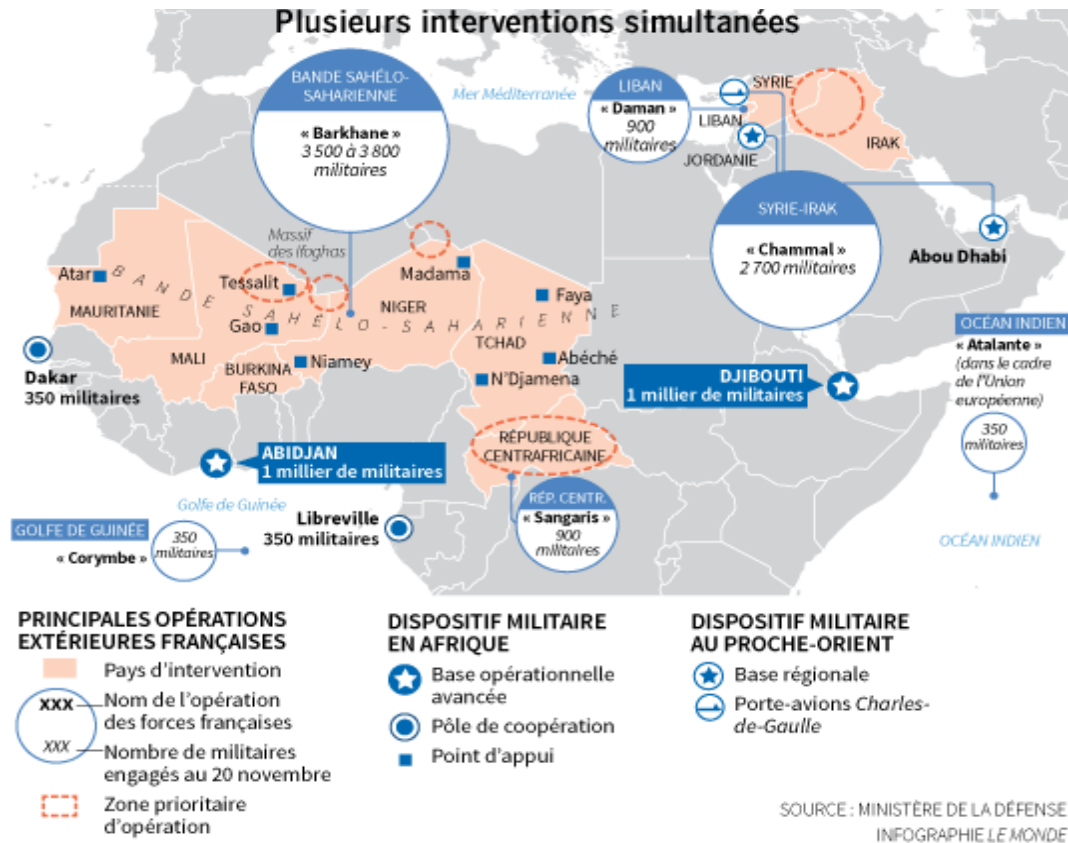 Plusieurs interventions simultanées
BANDE SAHÉLO-
SAHARIENNE
« Barkhane »
3 500 à 3 800
militaires
Mer Méditerranée
LIBAN
« Daman »
900
militaires
SYRIE
LIBAN
JORDANIE
IRAK
SYRIE-IRAK
« Chammal »
2 700 militaires
Abou Dhabi
Massif
des Ifoghas
Atar
Tessalit
Madama
Faya
BANDE SAHÉLO-SAHARIENNE
MAURITANIE
NIGER
Gao
TCHAD
MALI
BURKINA
FASO
Niamey
Abéché
N'Djamena
Dakar
350 militaires
DJIBOUTI
1 millier de militaires
OCÉAN INDIEN
« Atalante »
(dans le cadre
de l'Union
européenne)
350
militaires
ABIDJAN
1 millier de militaires
RÉPUBLIQUE
CENTRAFRICAINE
RÉP. CENTR.
« Sangaris »
900
militaires
Golfe de Guinée
GOLFE DE GUINÉE
« Corymbe »
350
militaires
Libreville
350 militaires
OCÉAN INDIEN
PRINCIPALES OPÉRATIONS
EXTÉRIEURES FRANÇAISES
Pays d'intervention
XXX
Nom de l'opération
des forces françaises
XXX
Nombre de militaires
engagés au 20 novembre
Zone prioritaire
d'opération
DISPOSITIF MILITAIRE
EN AFRIQUE
Base opérationnelle
avancée
Pôle de coopération
Point d'appui
DISPOSITIF MILITAIRE
AU PROCHE-ORIENT
Base régionale
Porte-avions Charles-
de-Gaulle
SOURCE : MINISTÈRE DE LA DÉFENSE
INFOGRAPHIE LE MONDE